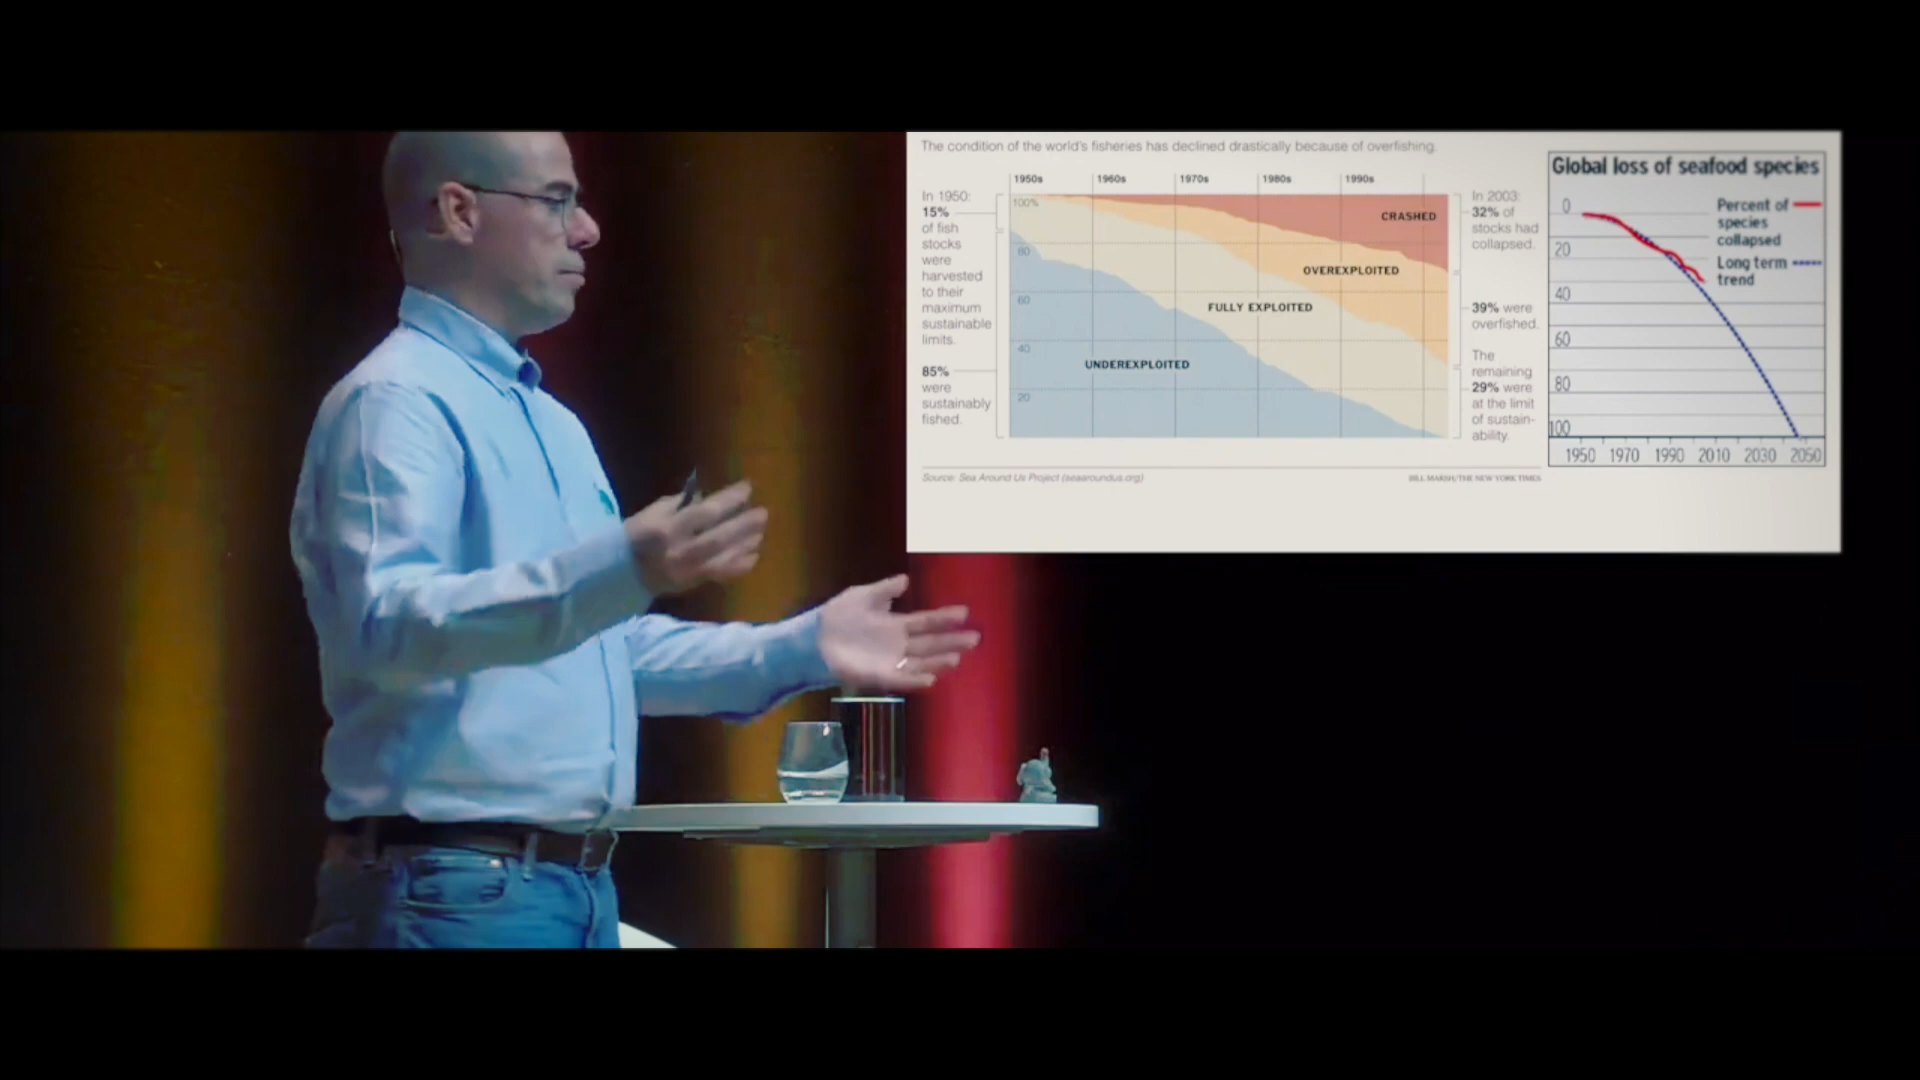 The condition of the world's fisheries has declined drastically because of overfishing.
1950s
1960s
1970s
1980s
1990s
In 1950:
15%
of fish
stocks
were
harvested
to their
maximum
sustainable
limits.
85%
were
sustainably
fished.
100%
80
60
40
20
CRASHED
OVEREXPLOITED
FULLY EXPLOITED
UNDEREXPLOITED
In 2003:
32% of
stocks had
collapsed.
39% were
overfished.
The
remaining
29% were
at the limit
of sustain-
ability.
Source: Sea Around Us Project (seaaroundus.org)
BILL MARSH/THE NEW YORK TIMES
Global loss of seafood species
Percent of
species
collapsed
Long term
trend
0
20
40
60
80
100
1950 1970 1990 2010 2030 2050